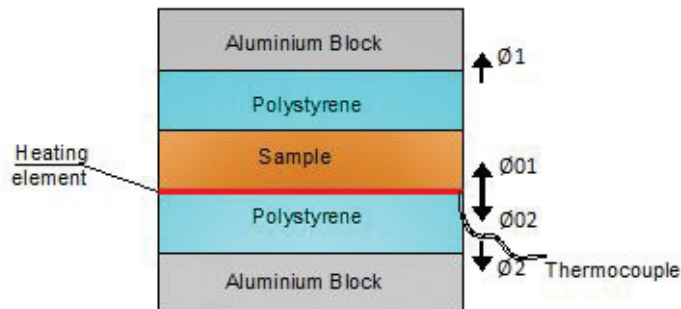 Aluminium Block
Ø1
Polystyrene
Heating
element
Sample
Ø01
Polystyrene
Ø02
Ø2
Thermocouple
Aluminium Block